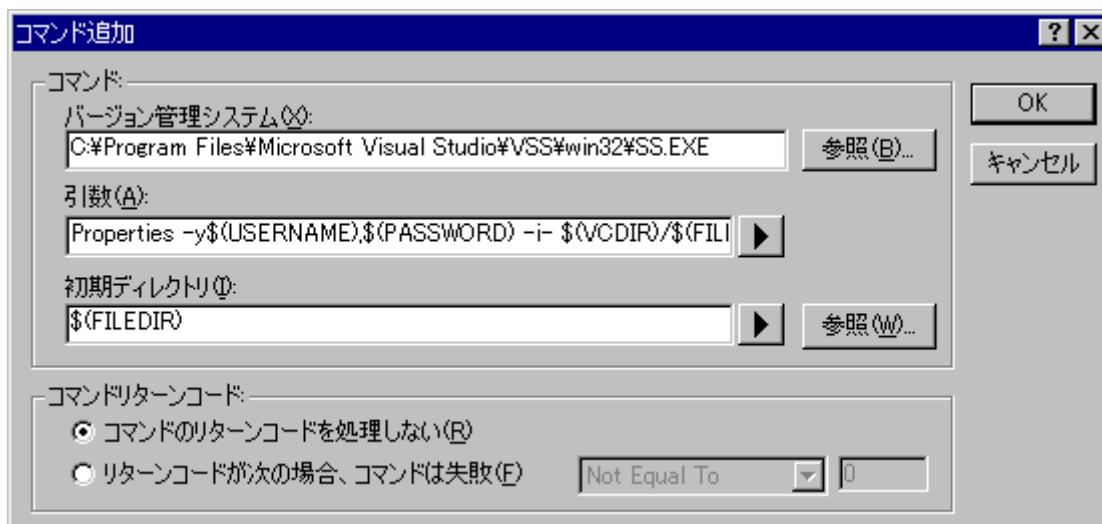 コマンド追加
コマンド:
バージョン管理システム(X):
C:¥Program Files¥Microsoft Visual Studio¥VSS¥win32¥SS.EXE
参照(B)...
OK
キャンセル
引数(A):
Properties -y$(USERNAME),$(PASSWORD) -i- $(VCDIR)/$(FIL
初期ディレクトリ(I):
$(FILEDIR)
参照(W)...
コマンドリターンコード:
コマンドのリターンコードを処理しない(R)
リターンコードが次の場合、コマンドは失敗(F)
Not Equal To
0